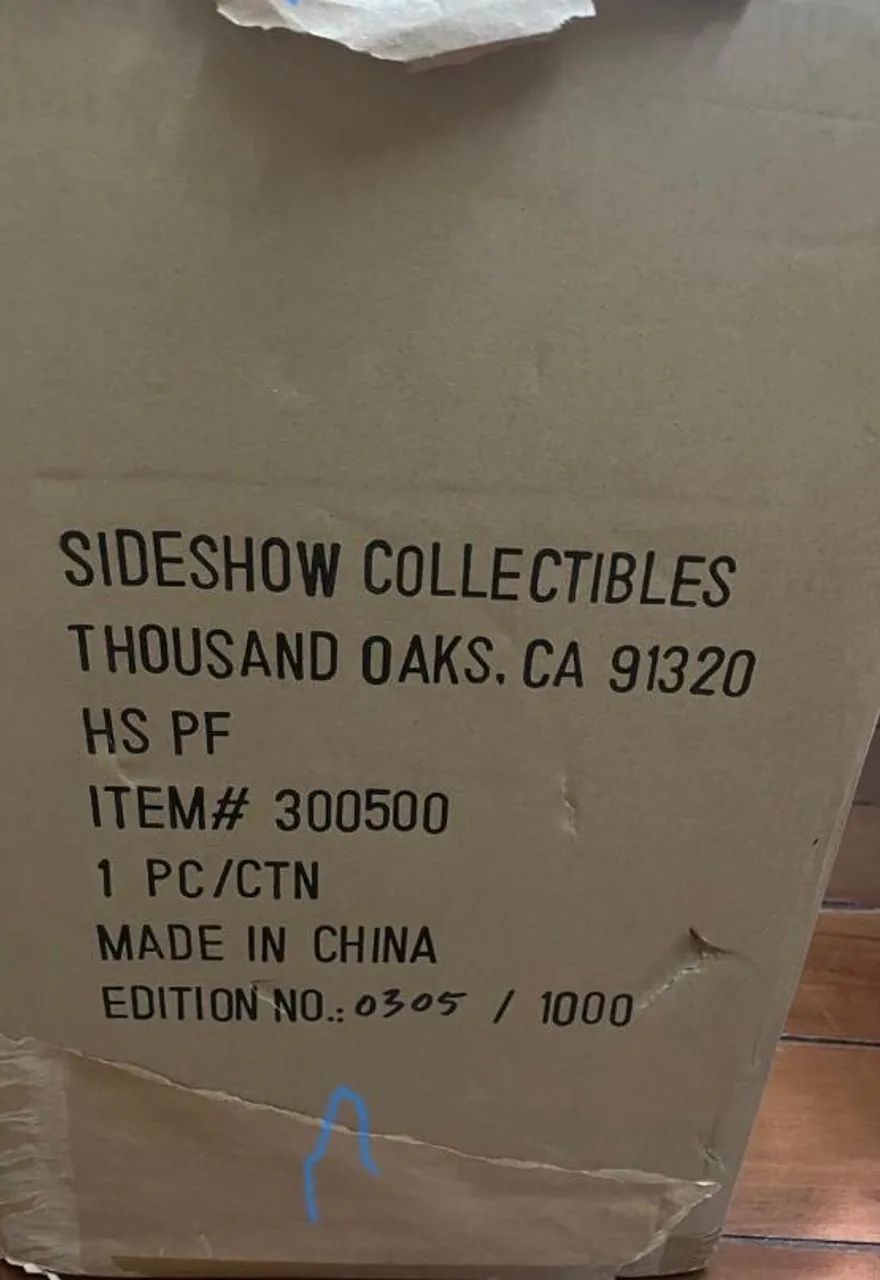 SIDESHOW COLLECTIBLES
THOUSAND OAKS, CA 91320
HS PF
ITEM# 300500
1 PC/CTN
MADE IN CHINA
EDITION NO.: 0305 / 1000